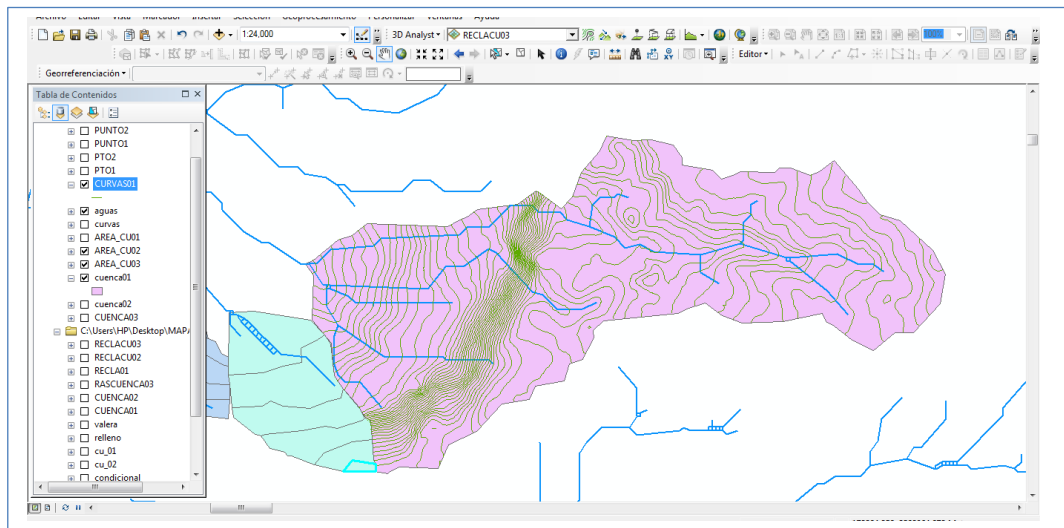 Archivo Editar Vista Marcador Insertar Selección Geoprocesamiento Personalizar Ventanas Ayuda
1:24,000
3D Analyst
RECLACU03
100%
Editor
Georreferenciación
Tabla de Contenidos
PUNTO2
PUNTO1
PTO2
PTO1
CURVAS01
aguas
curvas
AREA_CU01
AREA_CU02
AREA_CU03
cuenca01
cuenca02
CUENCA03
C:\Users\HP\Desktop\MAPA
RECLACU03
RECLACU02
RECLA01
RASCUENCA03
CUENCA02
CUENCA01
valera
relleno
cu_01
cu_02
condicional